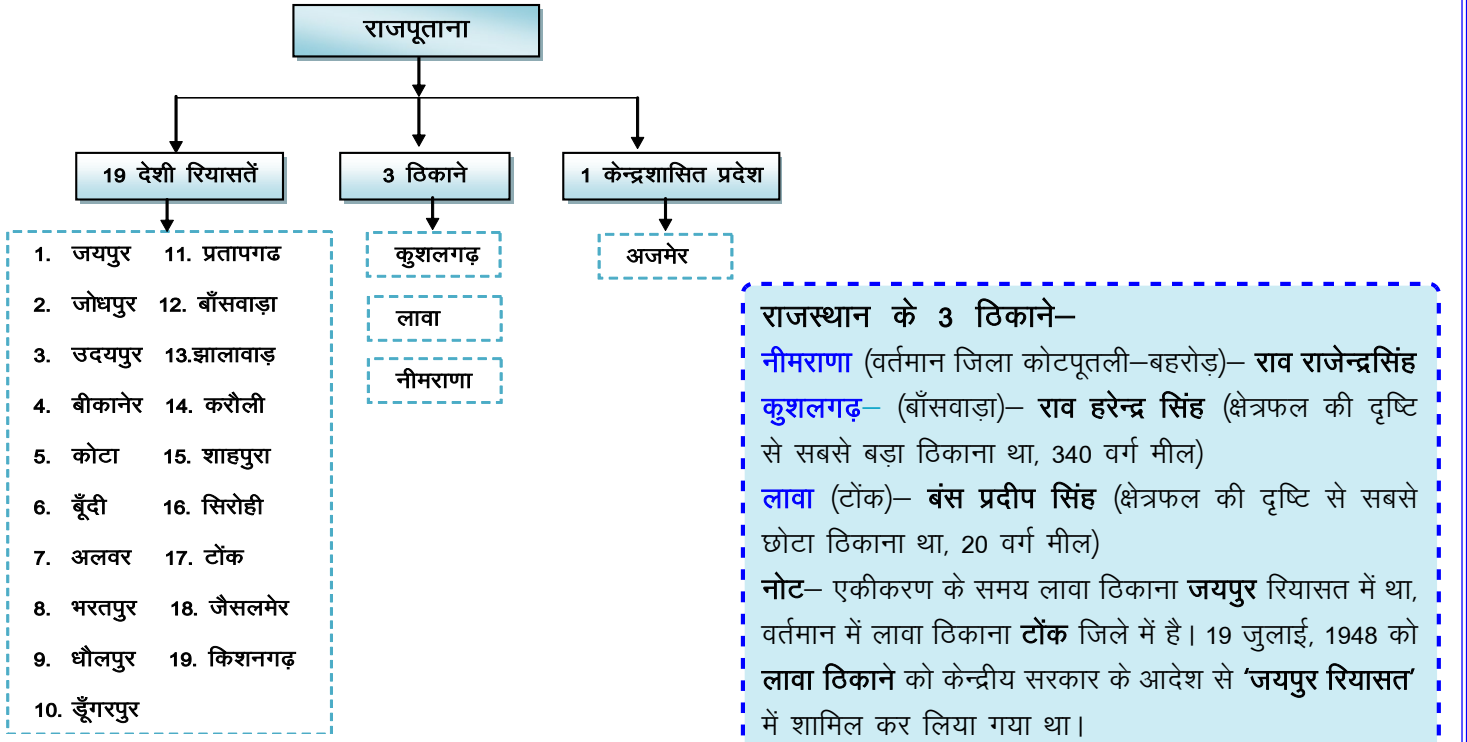 राजपूताना
19 देशी रियासतें
3 ठिकाने
1 केन्द्रशासित प्रदेश
1. जयपुर 11. प्रतापगढ
2. जोधपुर 12. बाँसवाड़ा
3. उदयपुर 13.झालावाड़
4. बीकानेर 14. करौली
5. कोटा 15. शाहपुरा
6. बूँदी 16. सिरोही
7. अलवर 17. टोंक
8. भरतपुर 18. जैसलमेर
9. धौलपुर 19. किशनगढ़
10. डूँगरपुर
कुशलगढ़
लावा
नीमराणा
अजमेर
राजस्थान के 3 ठिकाने–
नीमराणा (वर्तमान जिला कोटपूतली–बहरोड़)– राव राजेन्द्रसिंह
कुशलगढ़– (बाँसवाड़ा)– राव हरेन्द्र सिंह (क्षेत्रफल की दृष्टि
से सबसे बड़ा ठिकाना था, 340 वर्ग मील)
लावा (टोंक)– बंस प्रदीप सिंह (क्षेत्रफल की दृष्टि से सबसे
छोटा ठिकाना था, 20 वर्ग मील)
नोट– एकीकरण के समय लावा ठिकाना जयपुर रियासत में था,
वर्तमान में लावा ठिकाना टोंक जिले में है। 19 जुलाई, 1948 को
लावा ठिकाने को केन्द्रीय सरकार के आदेश से 'जयपुर रियासत'
में शामिल कर लिया गया था।